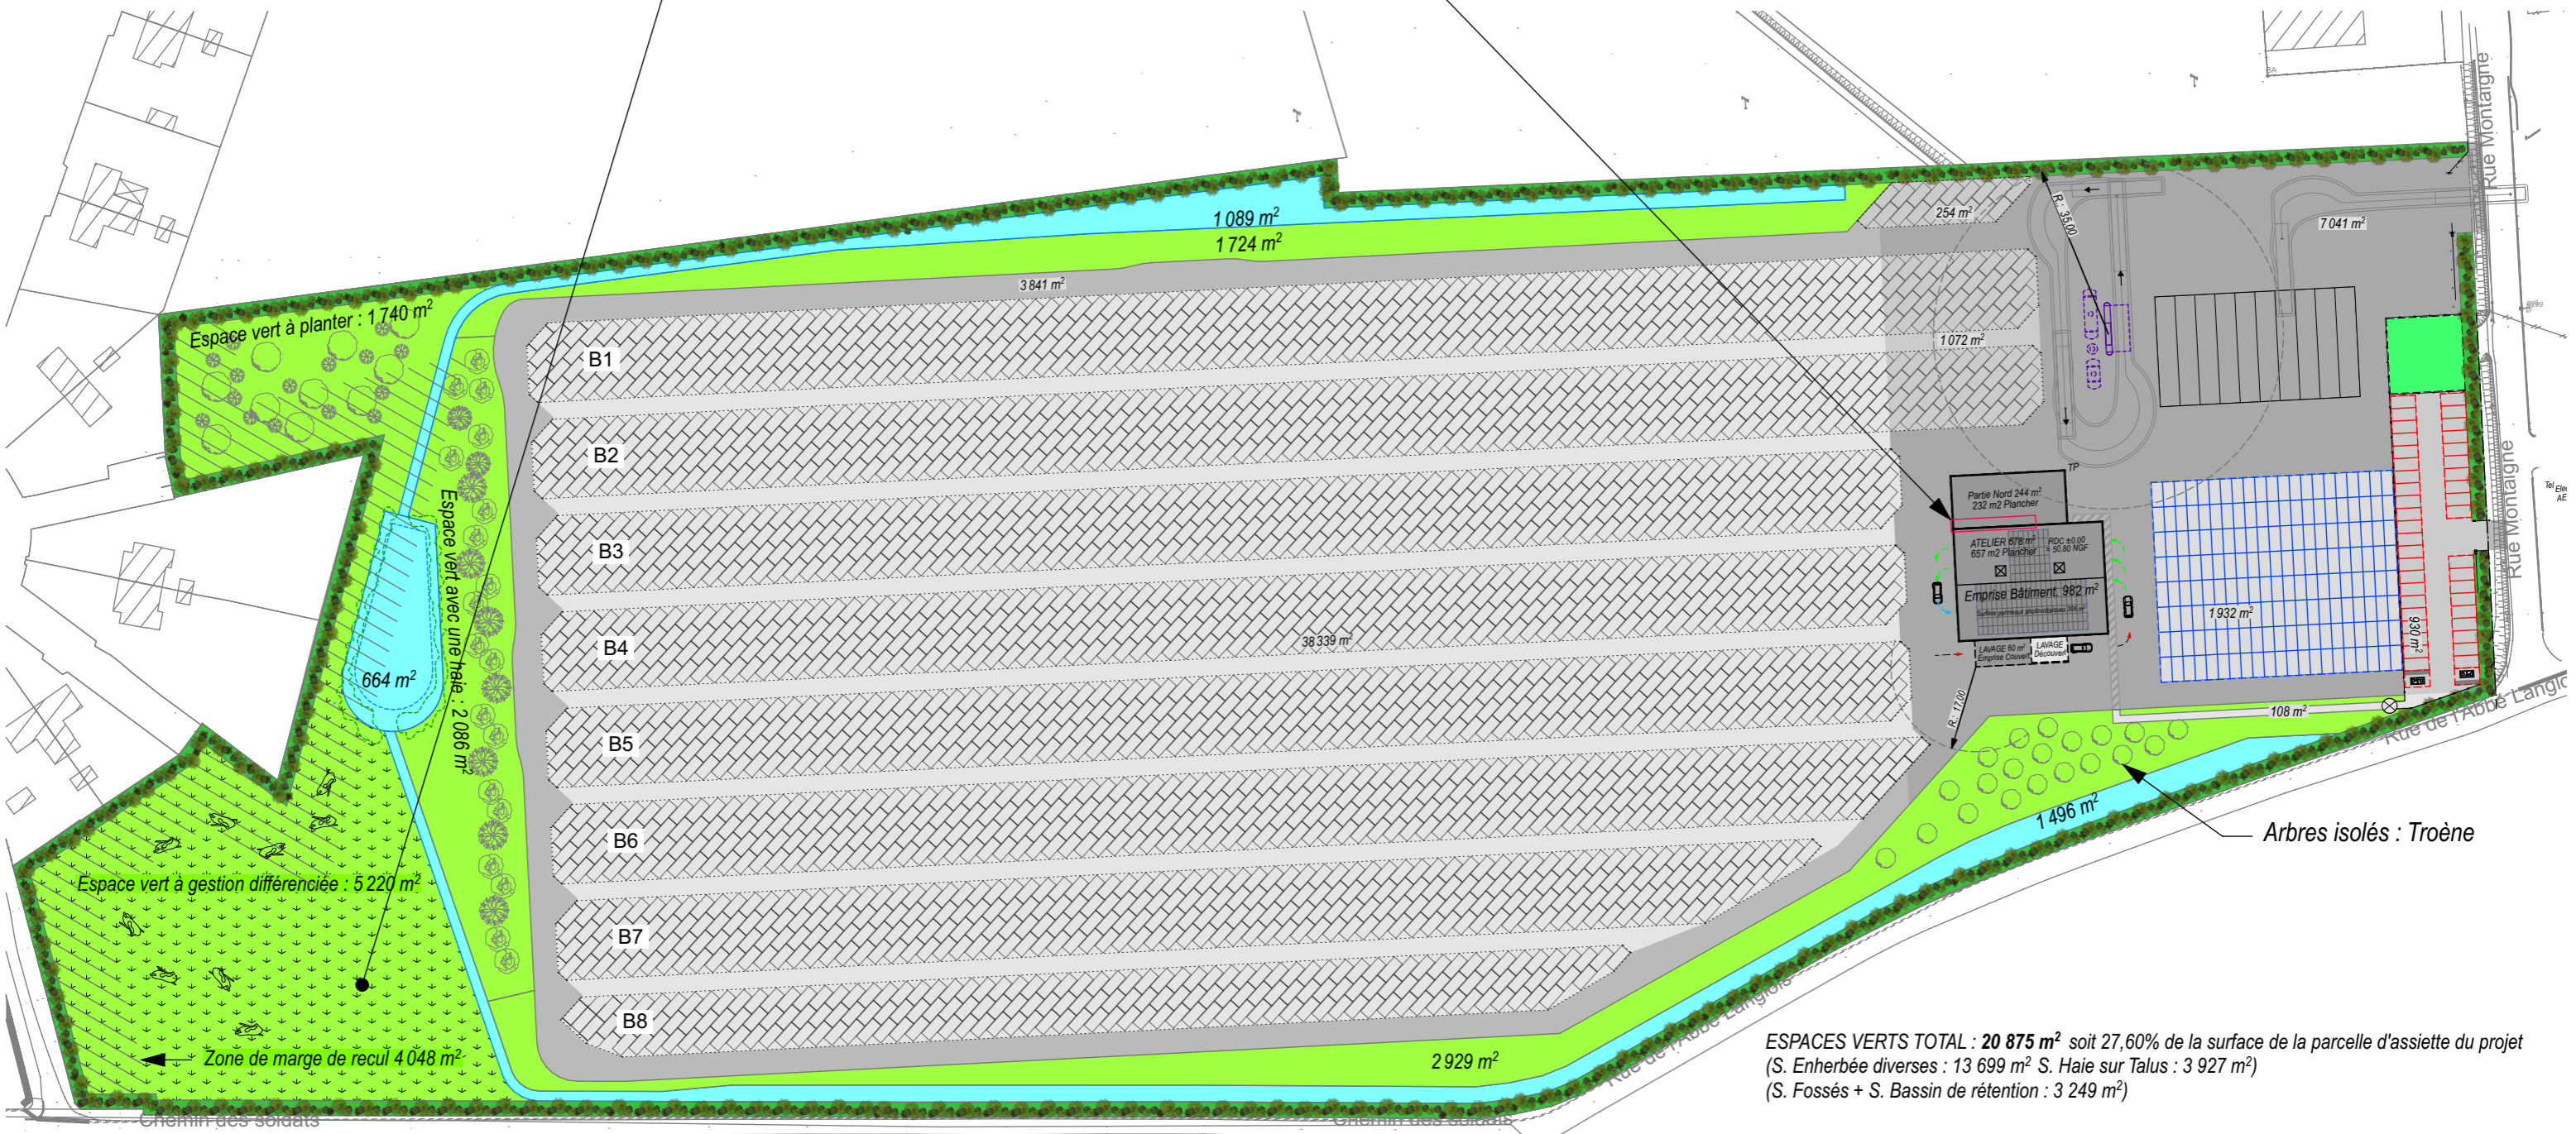 Rue Montaigne
8A
1 089 m²
1 724 m²
254 m²
R.: 35,00
7 041 m²
3 841 m²
Espace vert à planter : 1 740 m²
1 072 m²
B1
B2
B3
B4
B5
B6
B7
B8
TP
Partie Nord 244 m²
232 m2 Plancher
ATELIER 678 m²
657 m2 Plancher
RDC ±0.00
= 50,80 NGF
Emprise Bâtiment. 982 m²
LAVAGE 60 m²
Emprise Couvert
LAVAGE
Découvert
R.: 17,00
1 932 m²
930 m²
Rue Montaigne
108 m²
Rue de l'Abbé Langlo
38 339 m²
Espace vert avec une haie : 2 086 m²
664 m²
1 496 m²
Arbres isolés : Troène
Espace vert à gestion différenciée : 5 220 m²
Zone de marge de recul 4 048 m²
2 929 m²
Rue de l'Abbé Langlois
Chemin des soldats
Chemin des soldats
ESPACES VERTS TOTAL : 20 875 m² soit 27,60% de la surface de la parcelle d'assiette du projet
(S. Enherbée diverses : 13 699 m² S. Haie sur Talus : 3 927 m²)
(S. Fossés + S. Bassin de rétention : 3 249 m²)